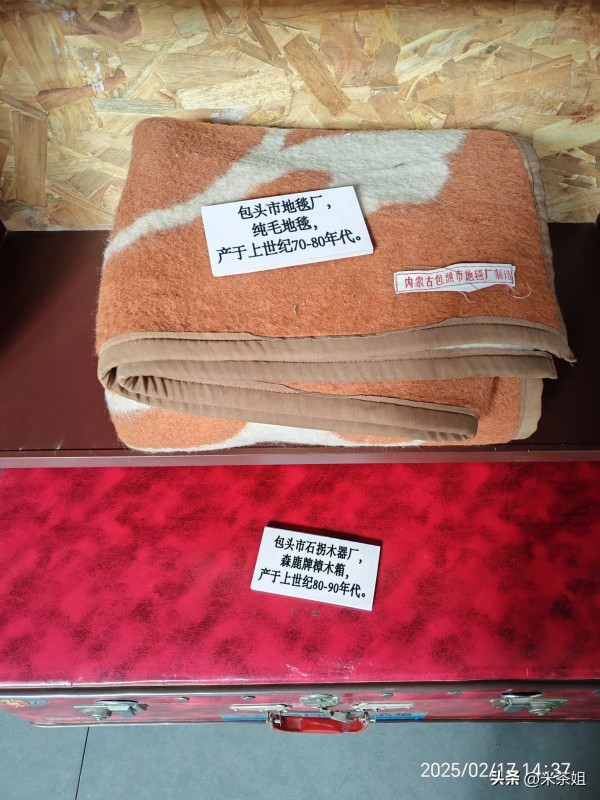 包头市地毯厂，
纯毛地毯，
产于上世纪70-80年代。
内蒙古包头市地毯厂制造
包头市石拐木器厂，
森鹿牌樟木箱，
产于上世纪80-90年代。
2025/02/17 14:37
头条 @米茶姐